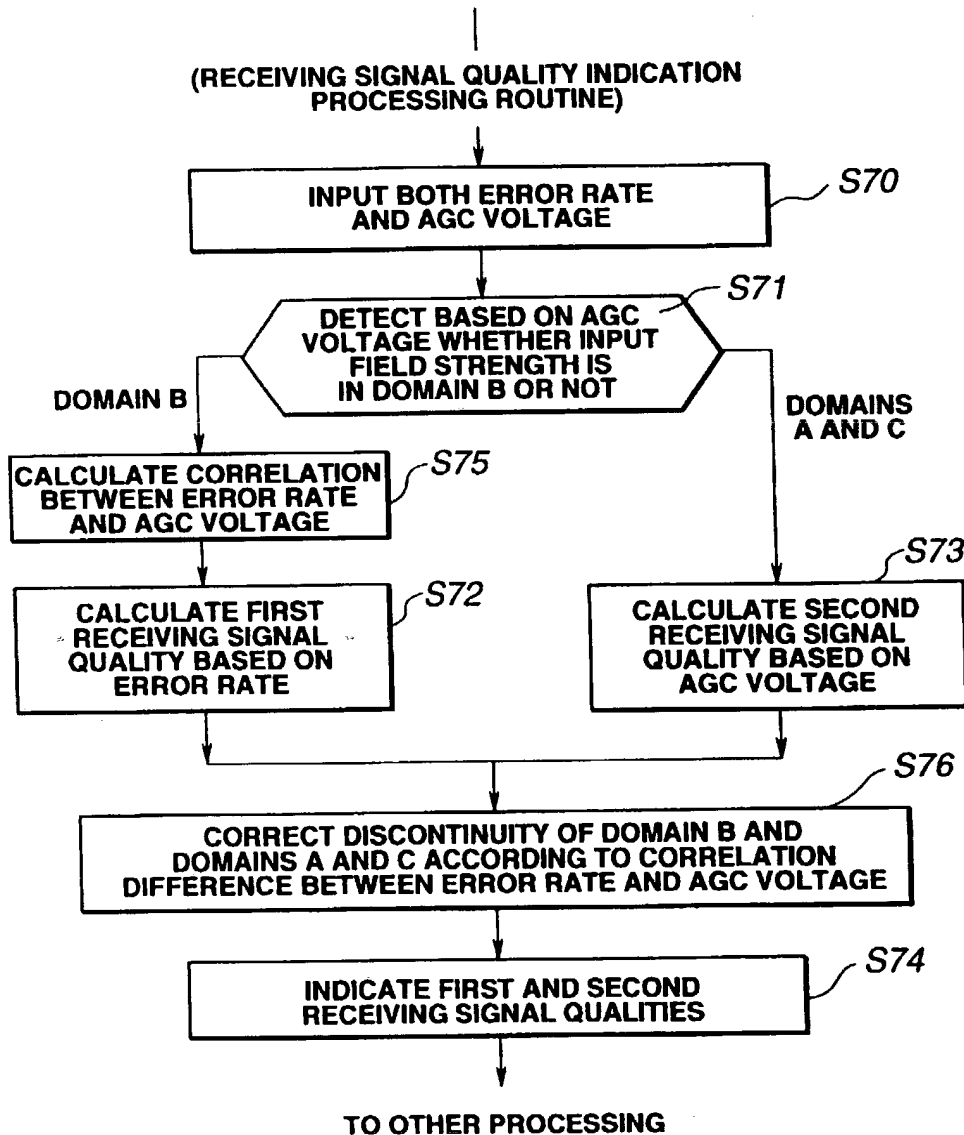 (RECEIVING SIGNAL QUALITY INDICATION
PROCESSING ROUTINE)
S70
INPUT BOTH ERROR RATE
AND AGC VOLTAGE
S71
DETECT BASED ON AGC
VOLTAGE WHETHER INPUT
FIELD STRENGTH IS
IN DOMAIN B OR NOT
DOMAIN B
DOMAINS
A AND C
S75
CALCULATE CORRELATION
BETWEEN ERROR RATE
AND AGC VOLTAGE
S72
CALCULATE FIRST
RECEIVING SIGNAL
QUALITY BASED ON
ERROR RATE
S73
CALCULATE SECOND
RECEIVING SIGNAL
QUALITY BASED ON
AGC VOLTAGE
S76
CORRECT DISCONTINUITY OF DOMAIN B AND
DOMAINS A AND C ACCORDING TO CORRELATION
DIFFERENCE BETWEEN ERROR RATE AND AGC VOLTAGE
S74
INDICATE FIRST AND SECOND
RECEIVING SIGNAL QUALITIES
TO OTHER PROCESSING